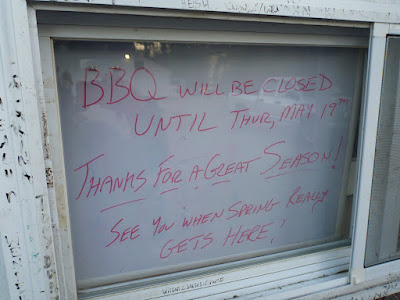 BBQ WILL BE CLOSED
UNTIL THUR, MAY 19TH
THANKS FOR A GREAT SEASON!
SEE YOU WHEN SPRING REALLY
GETS HERE!